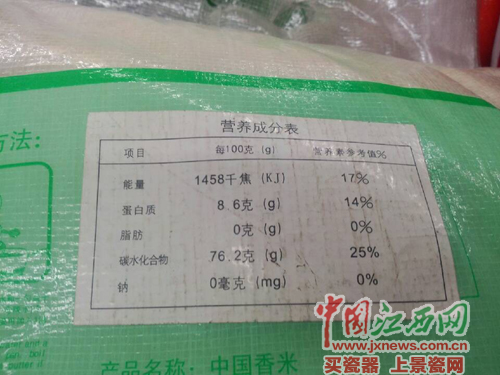 方法:
营养成分表
项目 每100克 (g) 营养素参考值%
能量 1458千焦 (KJ) 17%
蛋白质 8.6克 (g) 14%
脂肪 0克 (g) 0%
碳水化合物 76.2克 (g) 25%
钠 0毫克 (mg) 0%
产品名称: 中国香米
中国江西网
www.jxnews.com.cn
买瓷器 上景瓷网